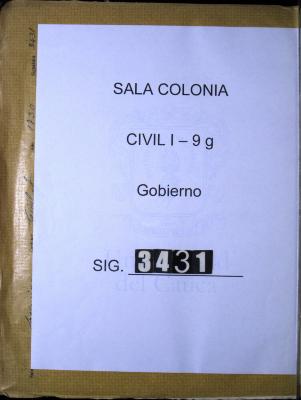 SALA COLONIA
CIVIL I – 9 g
Gobierno
SIG. 3431
del Cauca